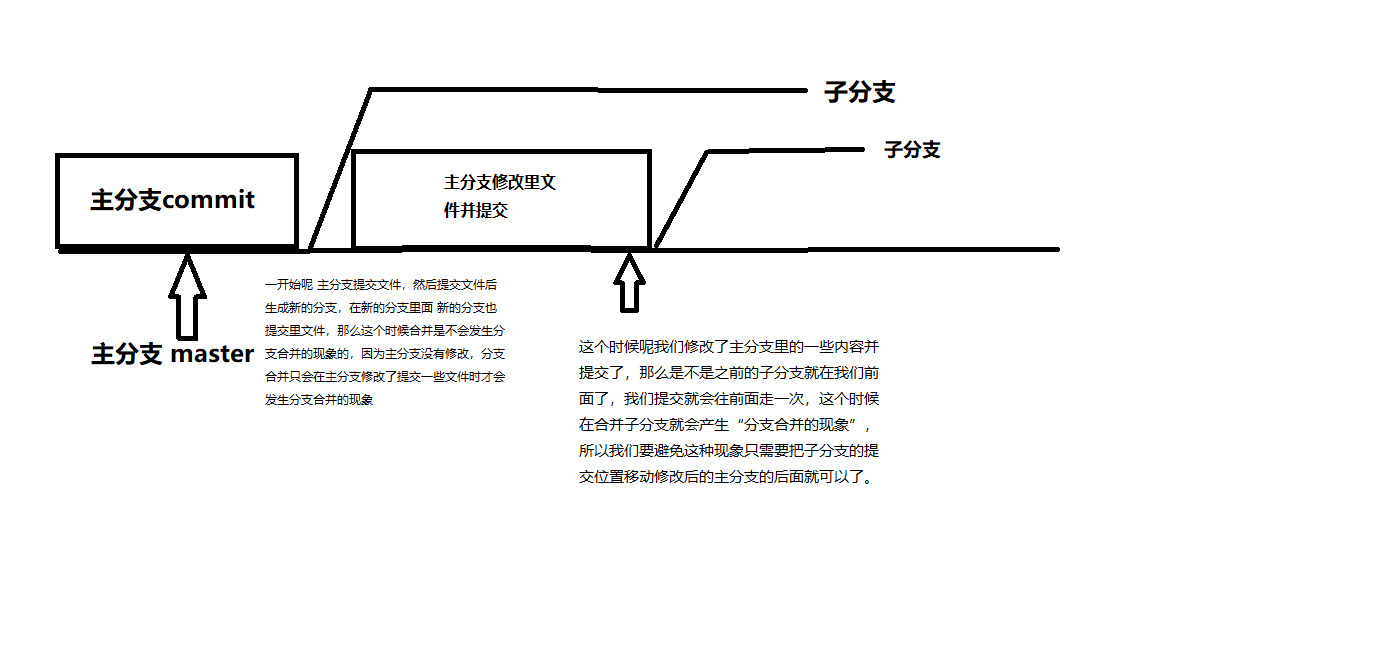 子分支
子分支
主分支commit
主分支修改里文
件并提交
一开始呢 主分支提交文件，然后提交文件后
生成新的分支，在新的分支里面 新的分支也
提交里文件，那么这个时候合并是不会发生分
支合并的现象的，因为主分支没有修改，分支
合并只会在主分支修改了提交一些文件时才会
发生分支合并的现象
主分支 master
这个时候呢我们修改了主分支里的一些内容并
提交了，那么是不是之前的子分支就在我们前
面了，我们提交就会往前面走一次，这个时候
在合并子分支就会产生“分支合并的现象”，
所以我们要避免这种现象只需要把子分支的提
交位置移动修改后的主分支的后面就可以了。